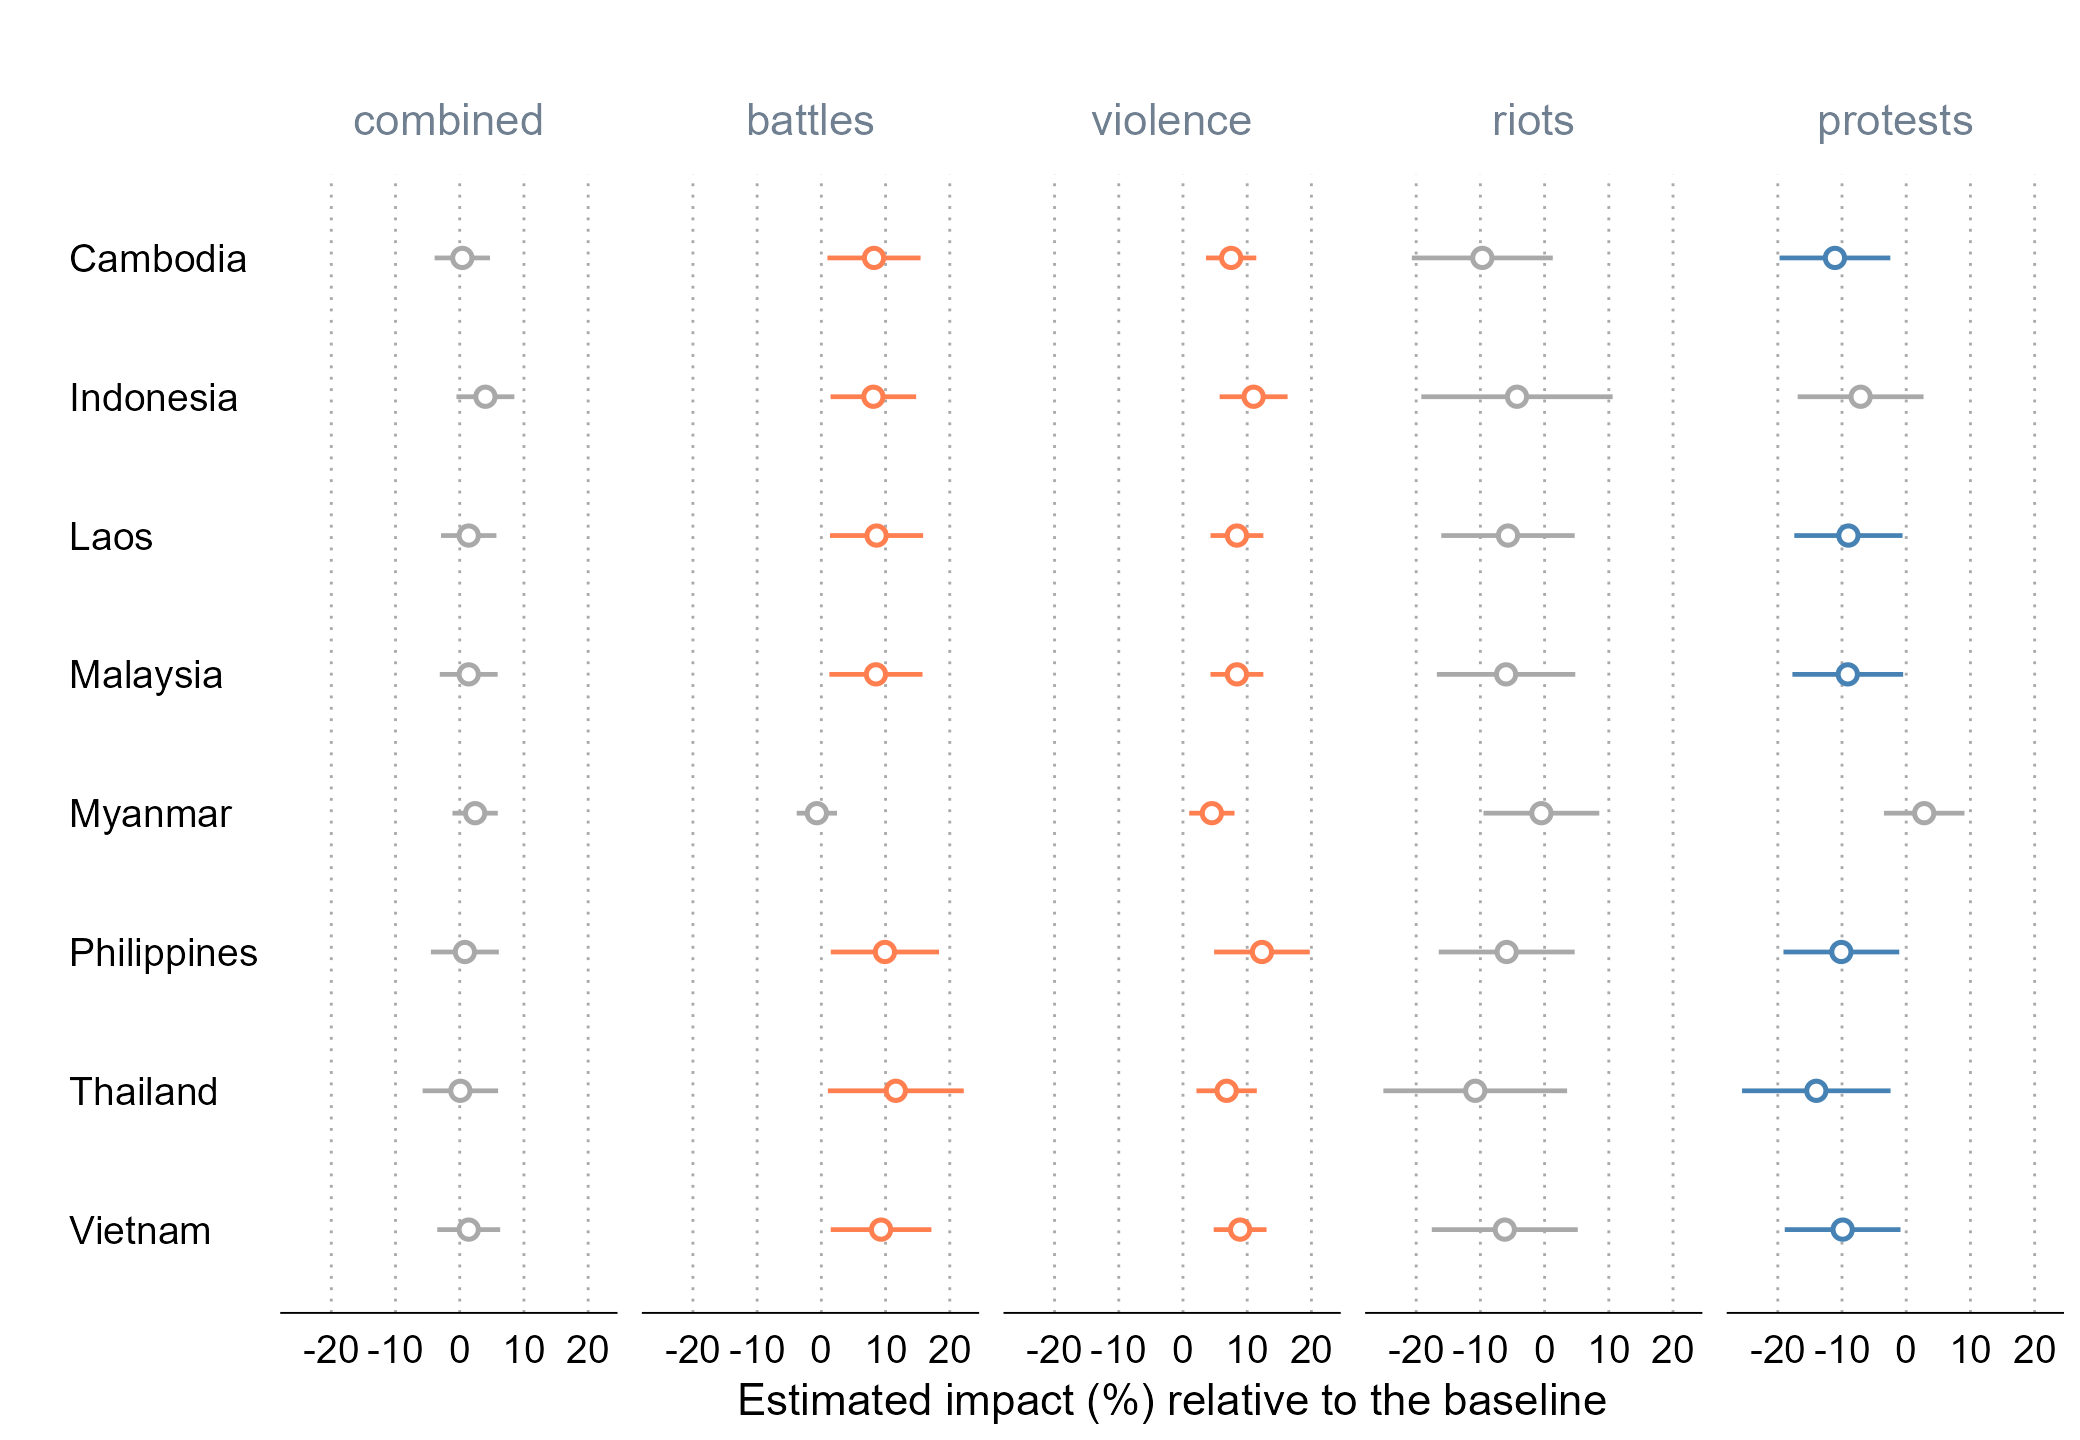 combined battles violence riots protests
Cambodia
Indonesia
Laos
Malaysia
Myanmar
Philippines
Thailand
Vietnam
-20 -10 0 10 20 -20 -10 0 10 20 -20 -10 0 10 20 -20 -10 0 10 20 -20 -10 0 10 20
Estimated impact (%) relative to the baseline